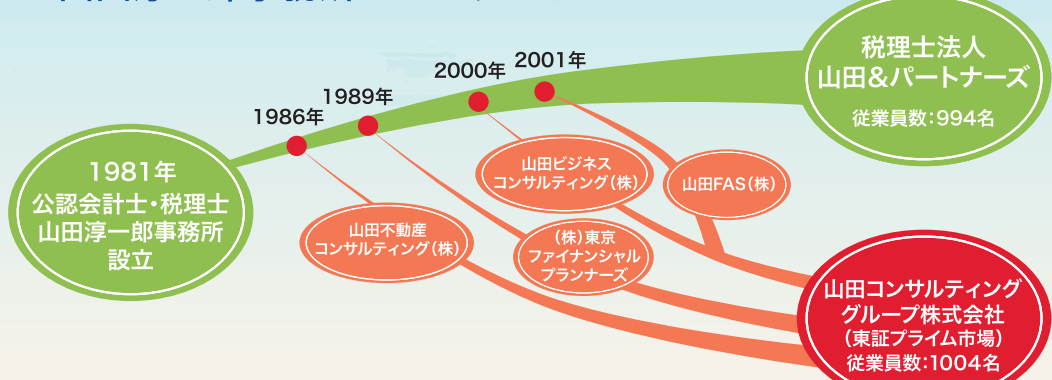 1981年
公認会計士・税理士
山田淳一郎事務所
設立
1986年
1989年
2000年
2001年
山田不動産
コンサルティング(株)
(株)東京
ファイナンシャル
プランナーズ
山田ビジネス
コンサルティング(株)
山田FAS(株)
税理士法人
山田&パートナーズ
従業員数:994名
山田コンサルティング
グループ株式会社
(東証プライム市場)
従業員数:1004名